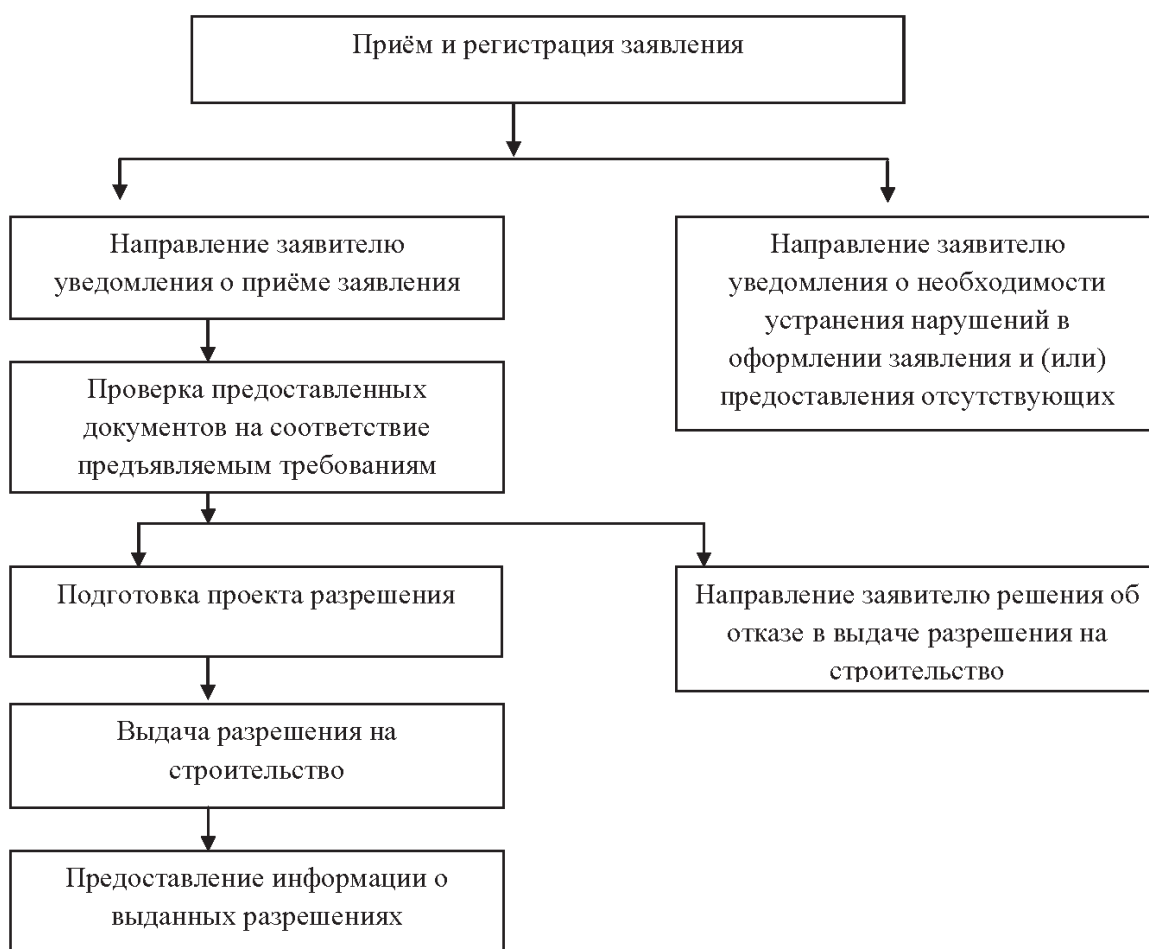 Приём и регистрация заявления
Направление заявителю
уведомления о приёме заявления
Направление заявителю
уведомления о необходимости
устранения нарушений в
оформлении заявления и (или)
предоставления отсутствующих
Проверка предоставленных
документов на соответствие
предъявляемым требованиям
Подготовка проекта разрешения
Направление заявителю решения об
отказе в выдаче разрешения на
строительство
Выдача разрешения на
строительство
Предоставление информации о
выданных разрешениях